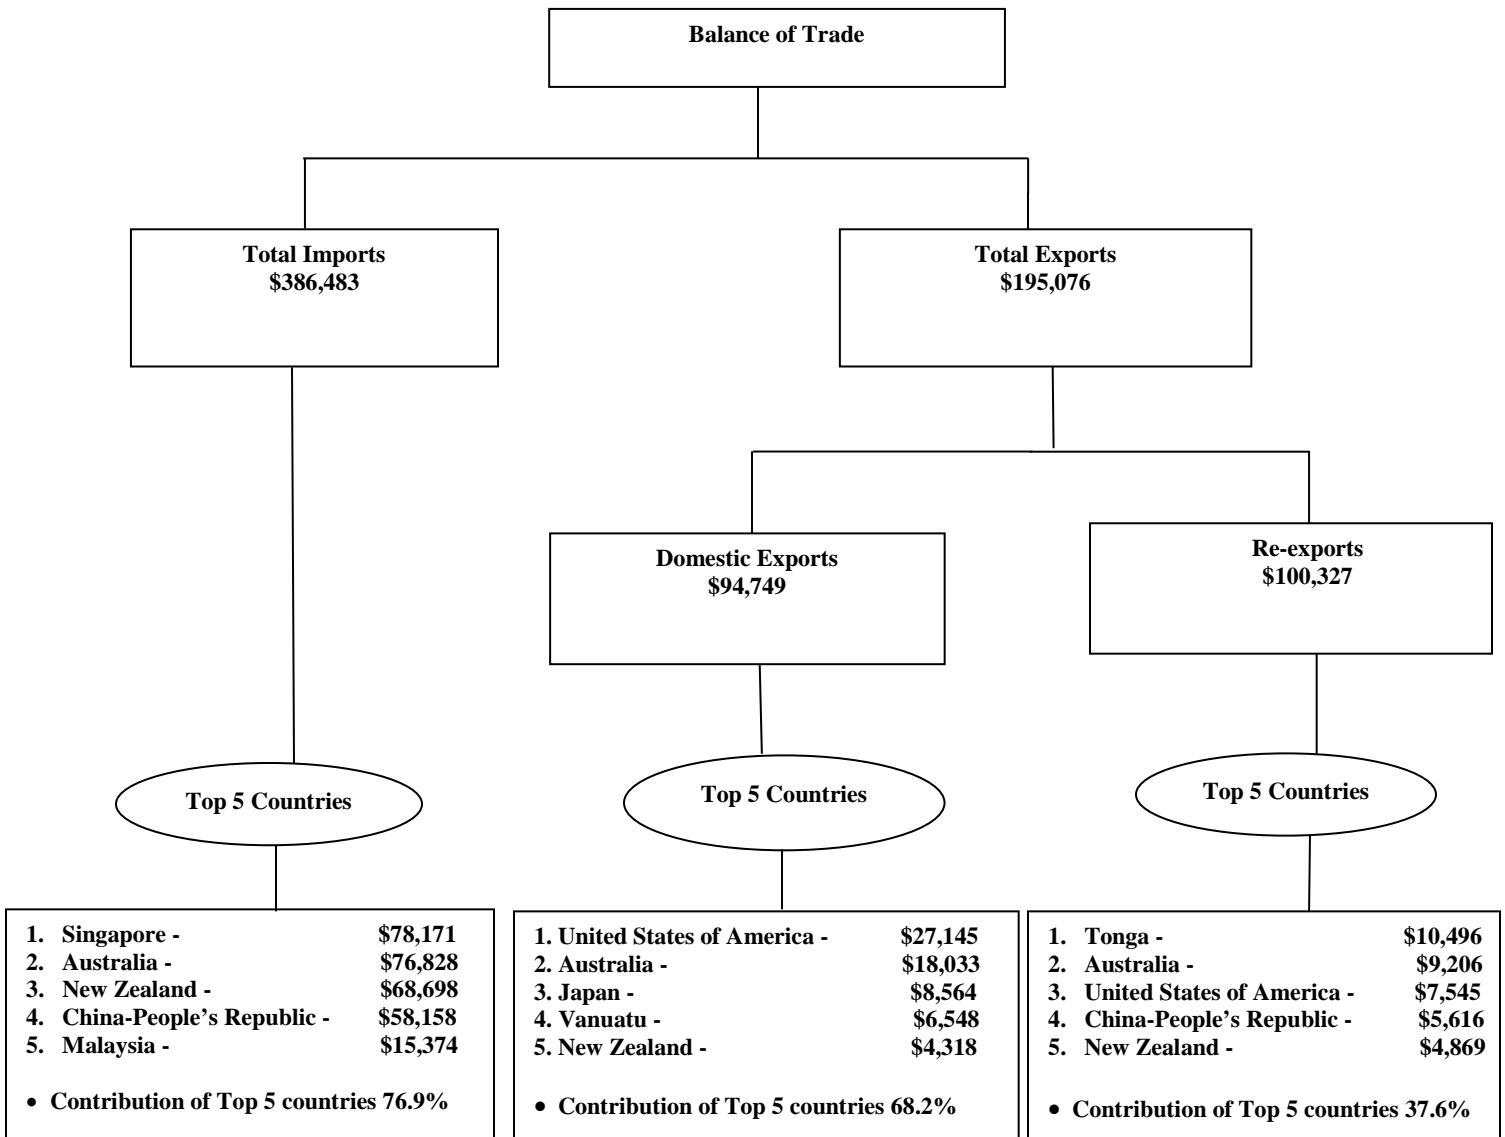 Balance of Trade
Total Imports
$386,483
Total Exports
$195,076
Domestic Exports
$94,749
Re-exports
$100,327
Top 5 Countries
Top 5 Countries
Top 5 Countries
1. Singapore - $78,171
2. Australia - $76,828
3. New Zealand - $68,698
4. China-People's Republic - $58,158
5. Malaysia - $15,374
• Contribution of Top 5 countries 76.9%
1. United States of America - $27,145
2. Australia - $18,033
3. Japan - $8,564
4. Vanuatu - $6,548
5. New Zealand - $4,318
• Contribution of Top 5 countries 68.2%
1. Tonga - $10,496
2. Australia - $9,206
3. United States of America - $7,545
4. China-People's Republic - $5,616
5. New Zealand - $4,869
• Contribution of Top 5 countries 37.6%